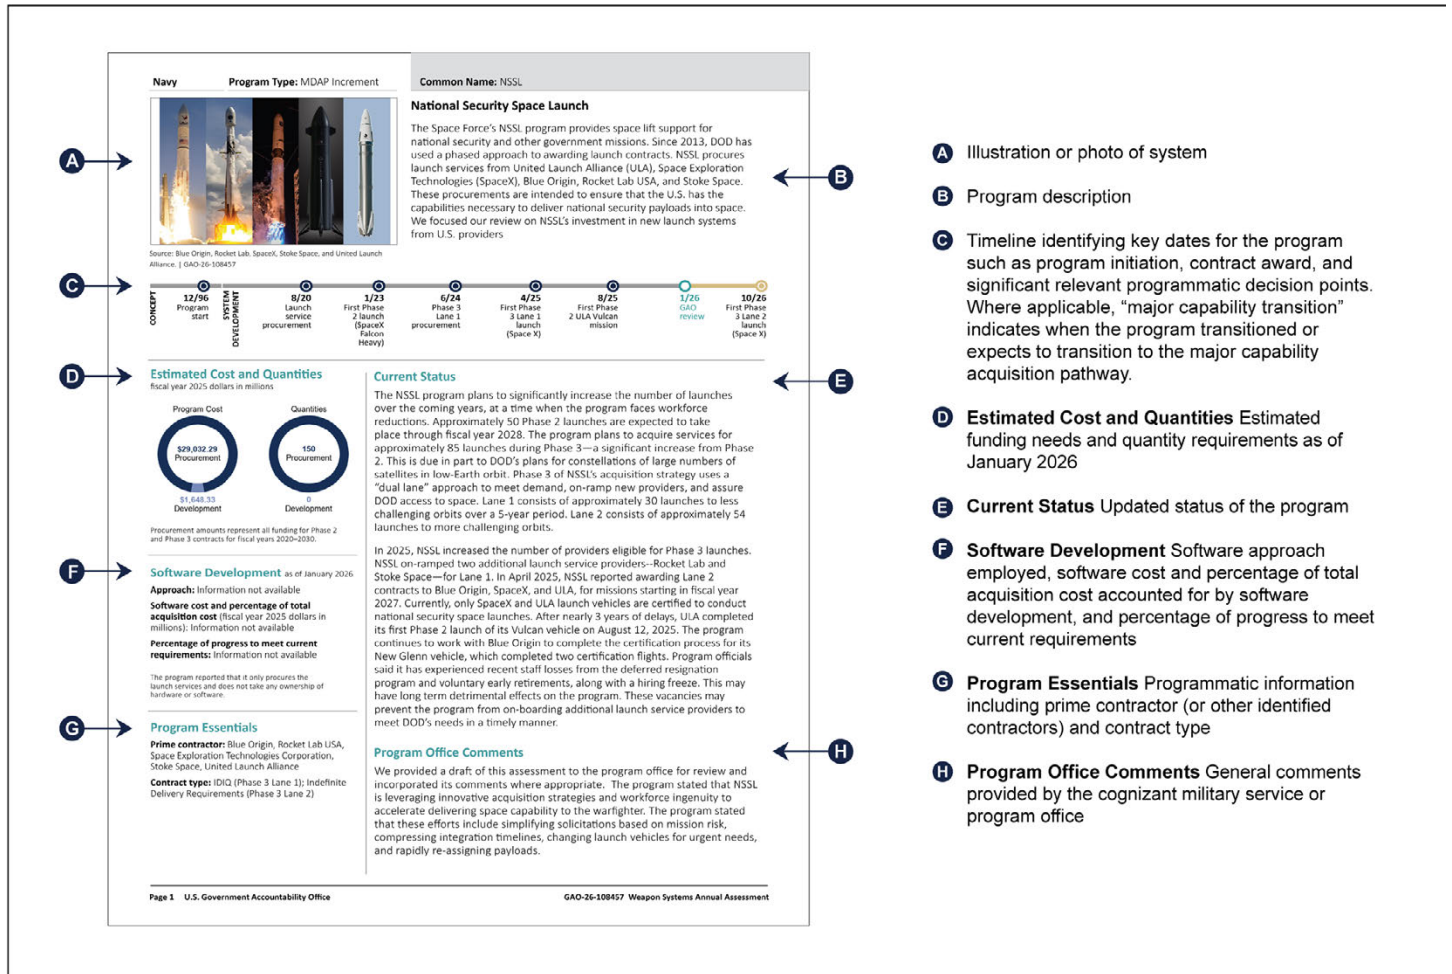 Navy Program Type: MDAP Increment Common Name: NSSL
National Security Space Launch
The Space Force's NSSL program provides space lift support for
national security and other government missions. Since 2013, DOD has
used a phased approach to awarding launch contracts. NSSL procures
launch services from United Launch Alliance (ULA), Space Exploration
Technologies (SpaceX), Blue Origin, Rocket Lab USA, and Stoke Space.
These procurements are intended to ensure that the U.S. has the
capabilities necessary to deliver national security payloads into space.
We focused our review on NSSL's investment in new launch systems
from U.S. providers
Source: Blue Origin, Rocket Lab, SpaceX, Stoke Space, and United Launch
Alliance. | GAO-26-108457
A
B
C
CONCEPT
12/96
Program
start
SYSTEM
DEVELOPMENT
8/20
Launch
service
procurement
1/23
First Phase
2 launch
(SpaceX
Falcon
Heavy)
6/24
Phase 3
Lane 1
procurement
4/25
First Phase
3 Lane 1
launch
(Space X)
8/25
First Phase
2 ULA Vulcan
mission
1/26
GAO
review
10/26
First Phase
3 Lane 2
launch
(Space X)
D
Estimated Cost and Quantities
fiscal year 2025 dollars in millions
Program Cost
$29,032.29
Procurement
$1,648.33
Development
Quantities
150
Procurement
0
Development
Procurement amounts represent all funding for Phase 2
and Phase 3 contracts for fiscal years 2020–2030.
F
Software Development as of January 2026
Approach: Information not available
Software cost and percentage of total
acquisition cost (fiscal year 2025 dollars in
millions): Information not available
Percentage of progress to meet current
requirements: Information not available
The program reported that it only procures the
launch services and does not take any ownership of
hardware or software.
G
Program Essentials
Prime contractor: Blue Origin, Rocket Lab USA,
Space Exploration Technologies Corporation,
Stoke Space, United Launch Alliance
Contract type: IDIQ (Phase 3 Lane 1); Indefinite
Delivery Requirements (Phase 3 Lane 2)
E
Current Status
The NSSL program plans to significantly increase the number of launches
over the coming years, at a time when the program faces workforce
reductions. Approximately 50 Phase 2 launches are expected to take
place through fiscal year 2028. The program plans to acquire services for
approximately 85 launches during Phase 3—a significant increase from Phase
2. This is due in part to DOD's plans for constellations of large numbers of
satellites in low-Earth orbit. Phase 3 of NSSL's acquisition strategy uses a
"dual lane" approach to meet demand, on-ramp new providers, and assure
DOD access to space. Lane 1 consists of approximately 30 launches to less
challenging orbits over a 5-year period. Lane 2 consists of approximately 54
launches to more challenging orbits.
In 2025, NSSL increased the number of providers eligible for Phase 3 launches.
NSSL on-ramped two additional launch service providers--Rocket Lab and
Stoke Space—for Lane 1. In April 2025, NSSL reported awarding Lane 2
contracts to Blue Origin, SpaceX, and ULA, for missions starting in fiscal year
2027. Currently, only SpaceX and ULA launch vehicles are certified to conduct
national security space launches. After nearly 3 years of delays, ULA completed
its first Phase 2 launch of its Vulcan vehicle on August 12, 2025. The program
continues to work with Blue Origin to complete the certification process for its
New Glenn vehicle, which completed two certification flights. Program officials
said it has experienced recent staff losses from the deferred resignation
program and voluntary early retirements, along with a hiring freeze. This may
have long term detrimental effects on the program. These vacancies may
prevent the program from on-boarding additional launch service providers to
meet DOD's needs in a timely manner.
H
Program Office Comments
We provided a draft of this assessment to the program office for review and
incorporated its comments where appropriate. The program stated that NSSL
is leveraging innovative acquisition strategies and workforce ingenuity to
accelerate delivering space capability to the warfighter. The program stated
that these efforts include simplifying solicitations based on mission risk,
compressing integration timelines, changing launch vehicles for urgent needs,
and rapidly re-assigning payloads.
Page 1 U.S. Government Accountability Office GAO-26-108457 Weapon Systems Annual Assessment
A Illustration or photo of system
B Program description
C Timeline identifying key dates for the program
such as program initiation, contract award, and
significant relevant programmatic decision points.
Where applicable, "major capability transition"
indicates when the program transitioned or
expects to transition to the major capability
acquisition pathway.
D Estimated Cost and Quantities Estimated
funding needs and quantity requirements as of
January 2026
E Current Status Updated status of the program
F Software Development Software approach
employed, software cost and percentage of total
acquisition cost accounted for by software
development, and percentage of progress to meet
current requirements
G Program Essentials Programmatic information
including prime contractor (or other identified
contractors) and contract type
H Program Office Comments General comments
provided by the cognizant military service or
program office